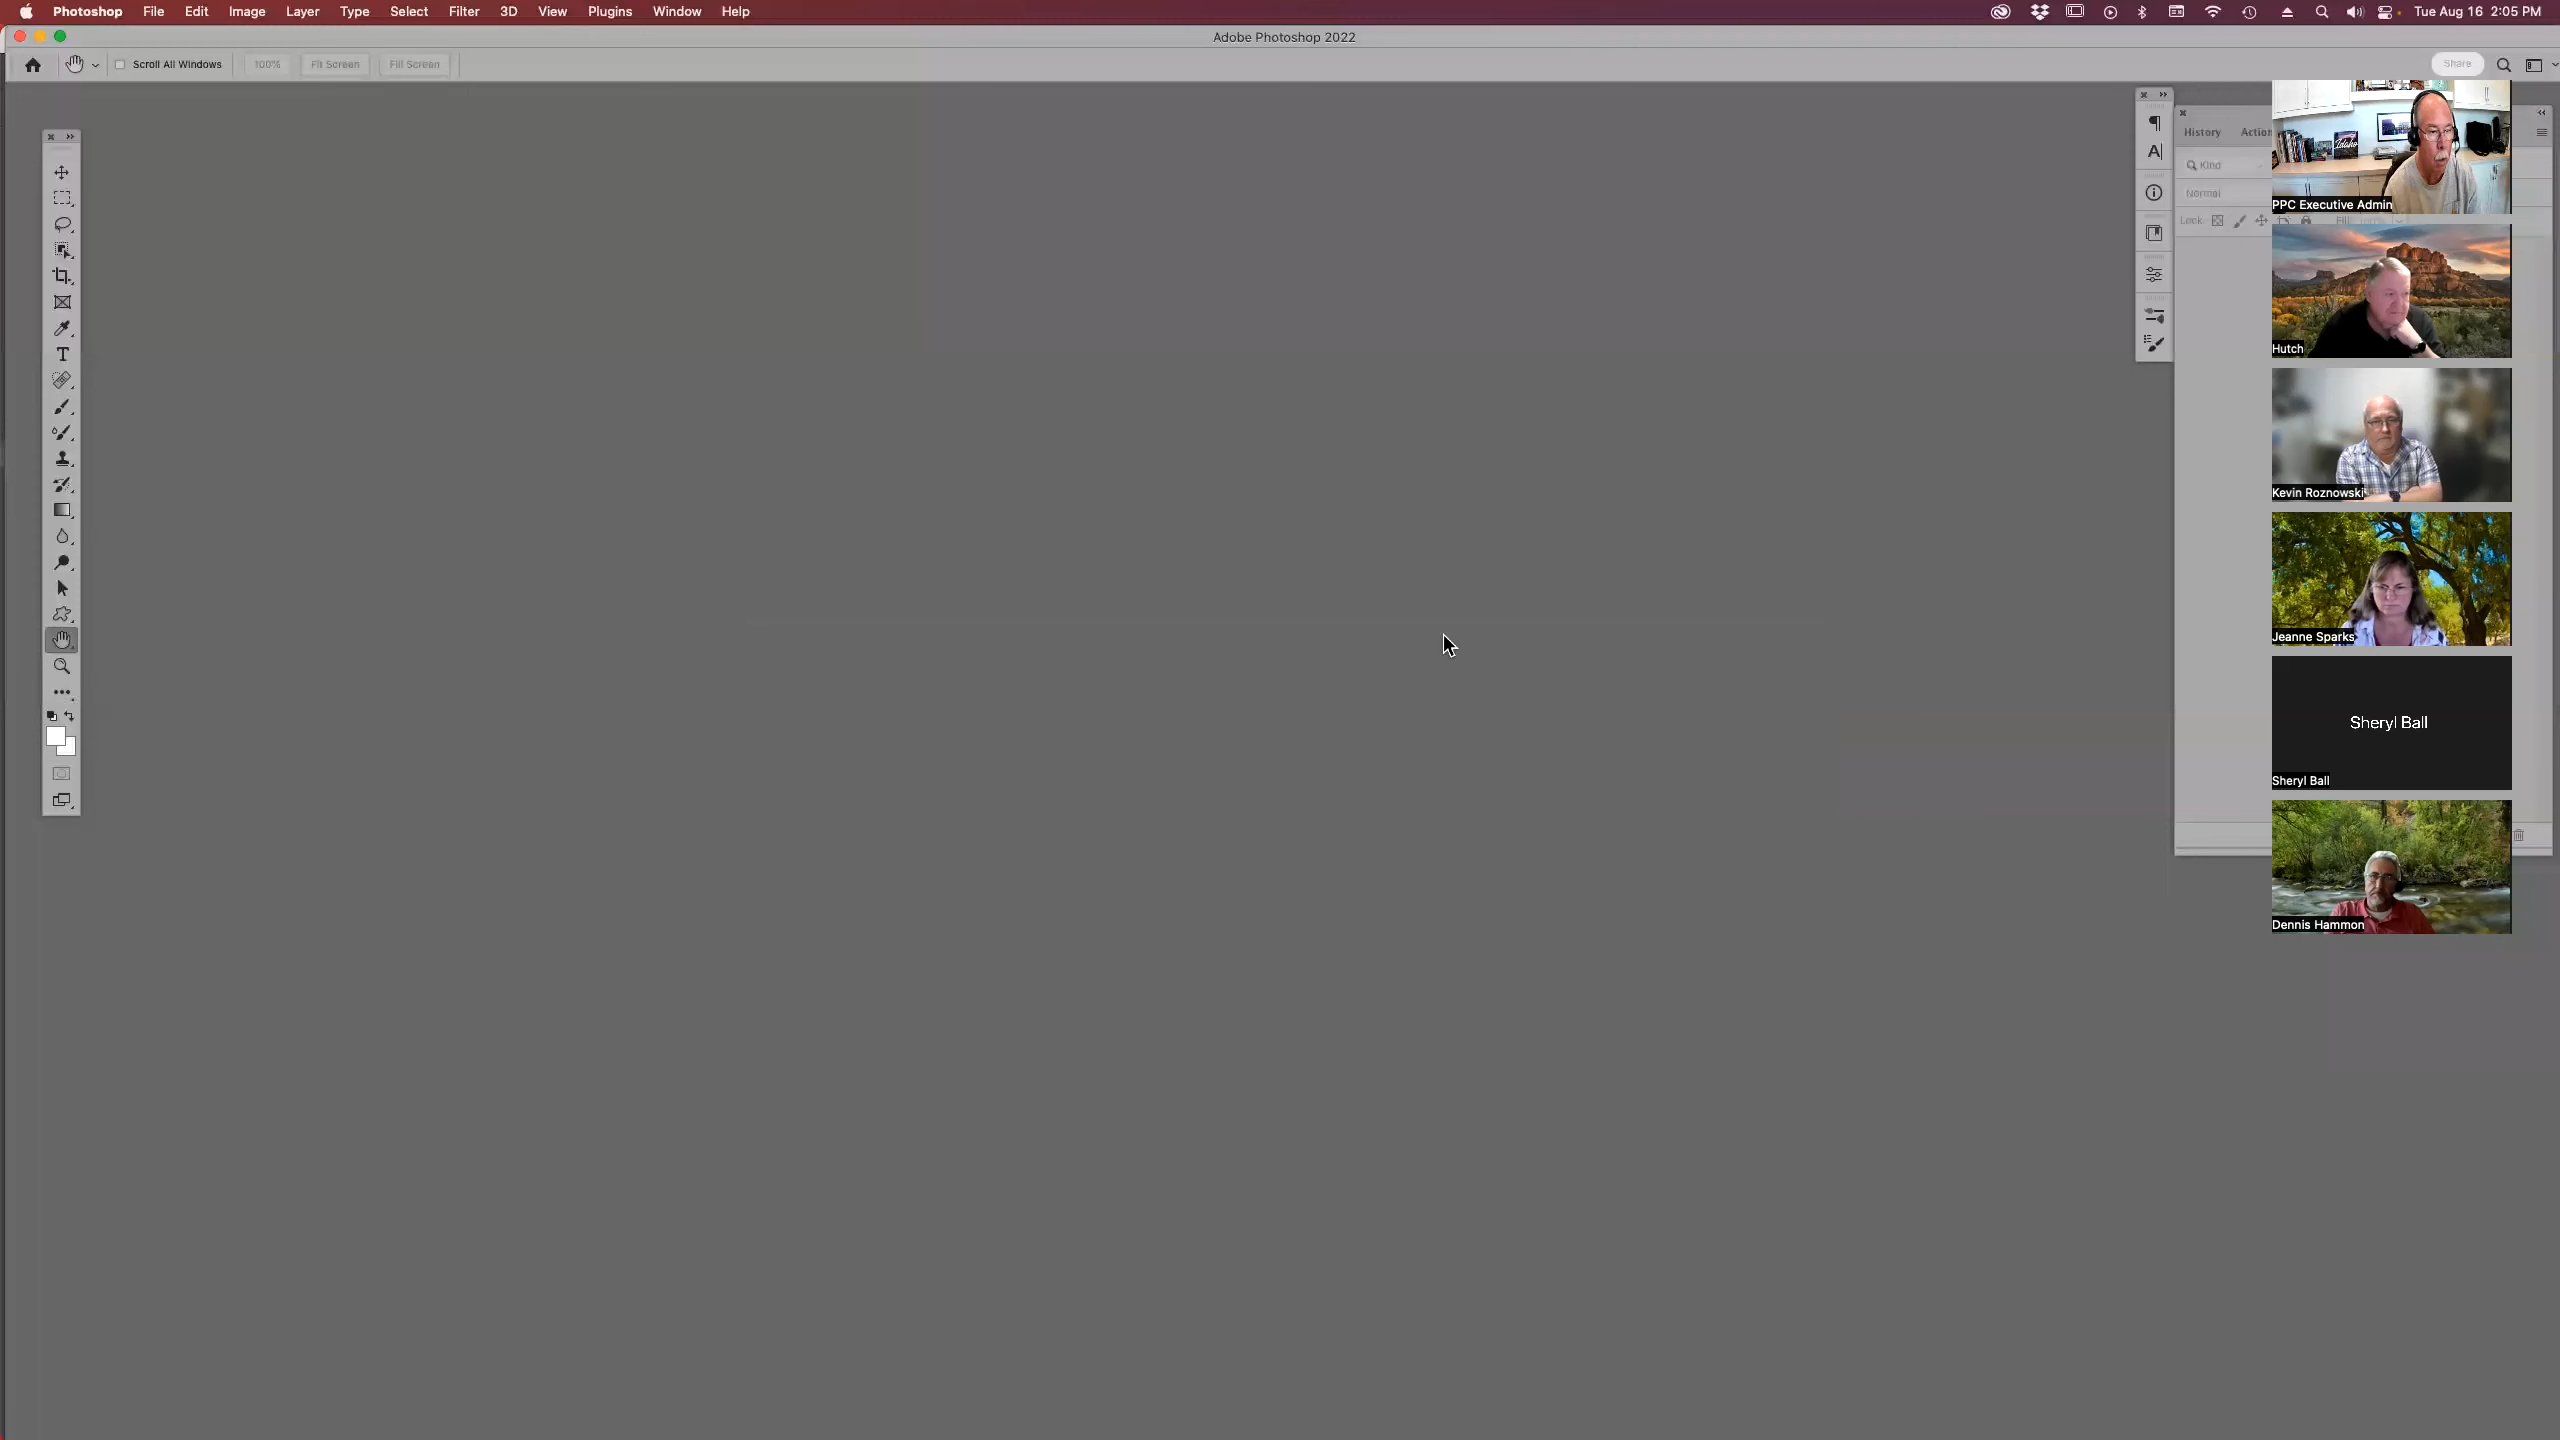 Photoshop File Edit Image Layer Type Select Filter 3D View Plugins Window Help Tue Aug 16 2:05 PM
Adobe Photoshop 2022
Scroll All Windows 100% Fit Screen Fill Screen Share
History Action
Kind
Normal
PPC Executive Admin
Lock: Fill:
Hutch
Kevin Roznowski
Jeanne Sparks
Sheryl Ball
Sheryl Ball
Dennis Hammon